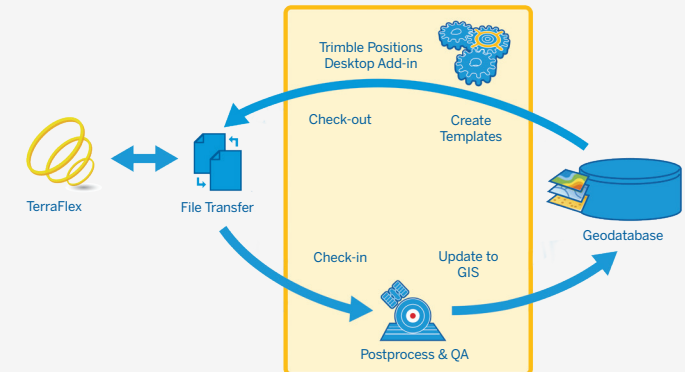 Trimble Positions
Desktop Add-in
Check-out
Create
Templates
TerraFlex
File Transfer
Geodatabase
Check-in
Update to
GIS
Postprocess & QA